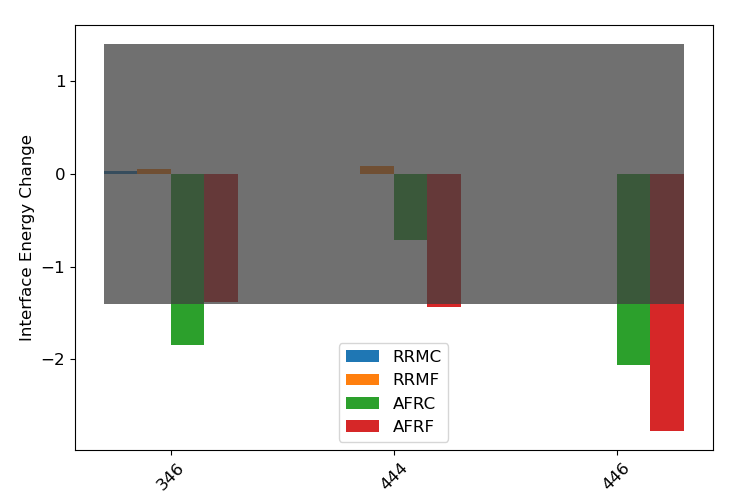 Interface Energy Change
1
0
−1
−2
346
444
446
RRMC
RRMF
AFRC
AFRF